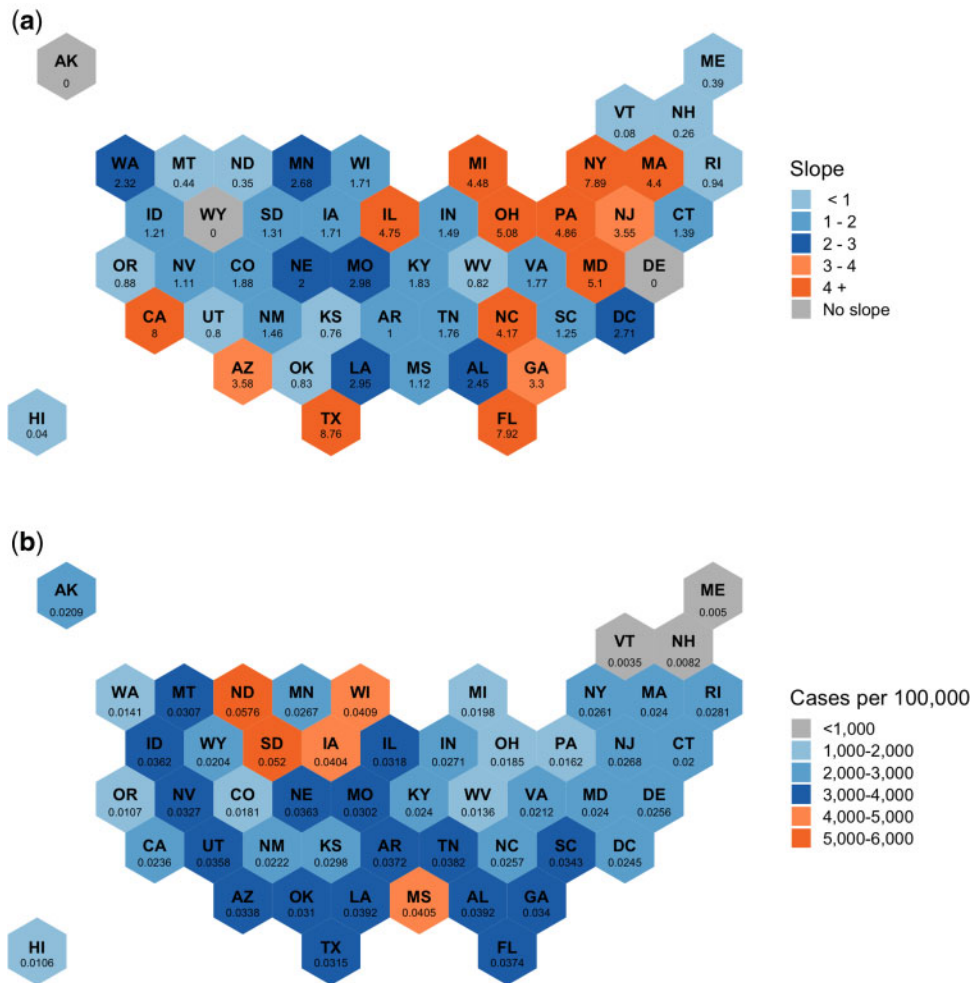 (a)
AK
0
ME
0.39
VT NH
0.08 0.26
WA MT ND MN WI MI NY MA RI
2.32 0.44 0.35 2.68 1.71 4.48 7.89 4.4 0.94
ID WY SD IA IL IN OH PA NJ CT
1.21 0 1.31 1.71 4.75 1.49 5.08 4.86 3.55 1.39
OR NV CO NE MO KY WV VA MD DE
0.88 1.11 1.88 2 2.98 1.83 0.82 1.77 5.1 0
CA UT NM KS AR TN NC SC DC
8 0.8 1.46 0.76 1 1.76 4.17 1.25 2.71
AZ OK LA MS AL GA
3.58 0.83 2.95 1.12 2.45 3.3
HI TX FL
0.04 8.76 7.92
Slope
< 1
1 - 2
2 - 3
3 - 4
4 +
No slope
(b)
AK
0.0209
ME
0.005
VT NH
0.0035 0.0082
WA MT ND MN WI MI NY MA RI
0.0141 0.0307 0.0576 0.0267 0.0409 0.0198 0.0261 0.024 0.0281
ID WY SD IA IL IN OH PA NJ CT
0.0362 0.0204 0.052 0.0404 0.0318 0.0271 0.0185 0.0162 0.0268 0.02
OR NV CO NE MO KY WV VA MD DE
0.0107 0.0327 0.0181 0.0363 0.0302 0.024 0.0136 0.0212 0.024 0.0256
CA UT NM KS AR TN NC SC DC
0.0236 0.0358 0.0222 0.0298 0.0372 0.0382 0.0257 0.0343 0.0245
AZ OK LA MS AL GA
0.0338 0.031 0.0392 0.0405 0.0392 0.034
HI TX FL
0.0106 0.0315 0.0374
Cases per 100,000
<1,000
1,000-2,000
2,000-3,000
3,000-4,000
4,000-5,000
5,000-6,000